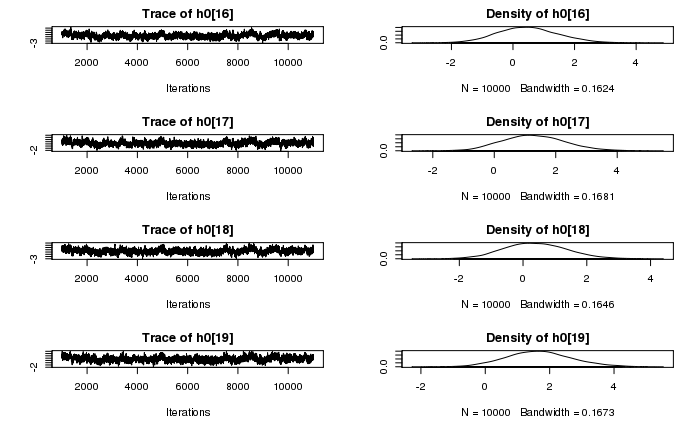 Trace of h0[16]
-3
2000 4000 6000 8000 10000
Iterations
Density of h0[16]
0.0
-2 0 2 4
N = 10000 Bandwidth = 0.1624
Trace of h0[17]
-2
2000 4000 6000 8000 10000
Iterations
Density of h0[17]
0.0
-2 0 2 4
N = 10000 Bandwidth = 0.1681
Trace of h0[18]
-3
2000 4000 6000 8000 10000
Iterations
Density of h0[18]
0.0
-2 0 2 4
N = 10000 Bandwidth = 0.1646
Trace of h0[19]
-2
2000 4000 6000 8000 10000
Iterations
Density of h0[19]
0.0
-2 0 2 4
N = 10000 Bandwidth = 0.1673